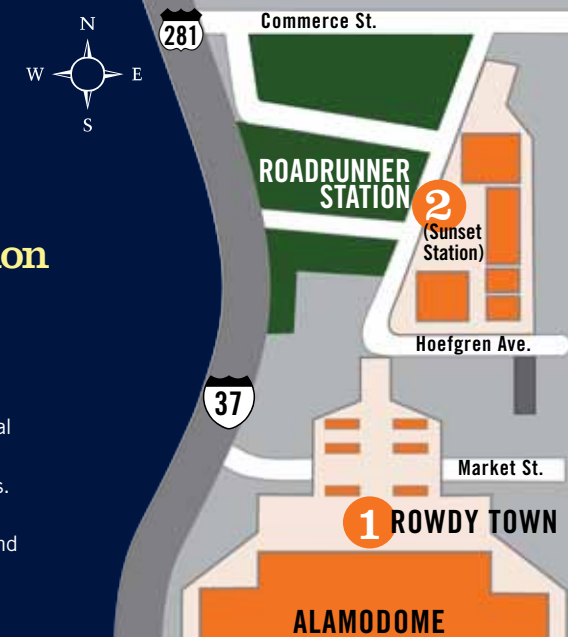 Commerce St.
281
N
W E
S
ROADRUNNER
STATION
2
(Sunset
Station)
on
Hoefgren Ave.
37
al
Market St.
s.
1 ROWDY TOWN
nd
ALAMODOME